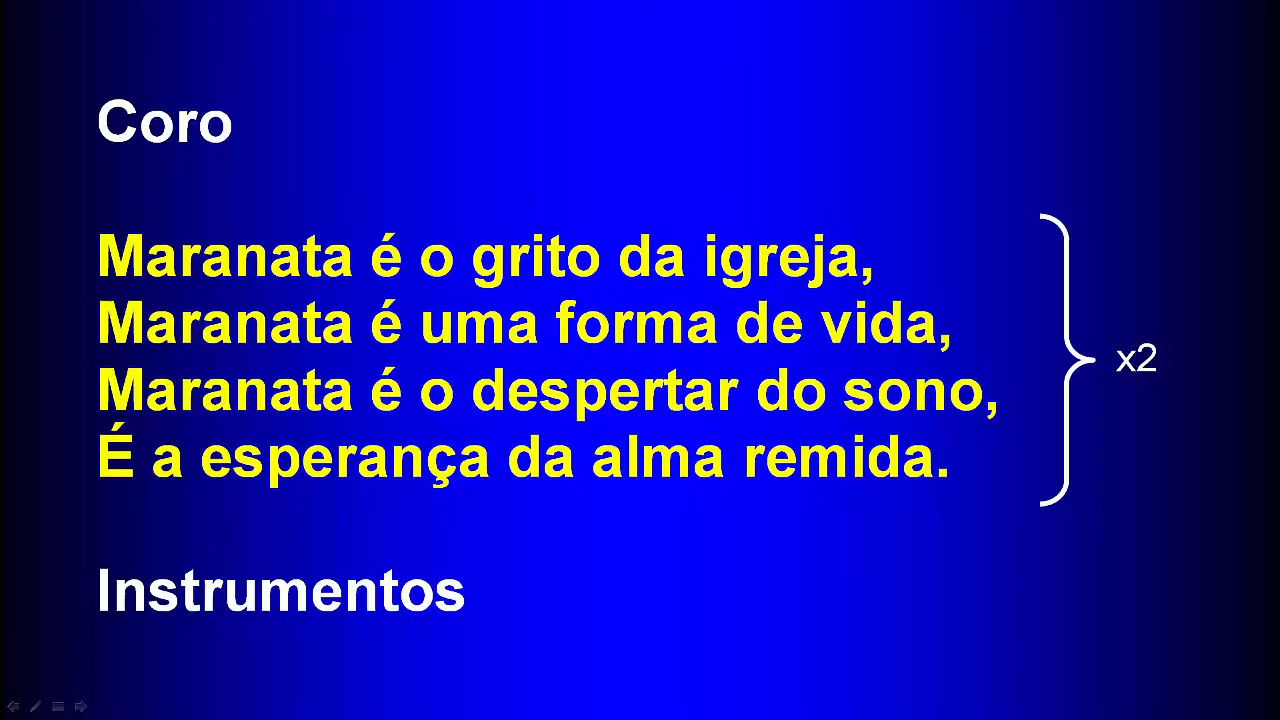 Coro
Maranata é o grito da igreja,
Maranata é uma forma de vida,
Maranata é o despertar do sono,
É a esperança da alma remida.
x2
Instrumentos